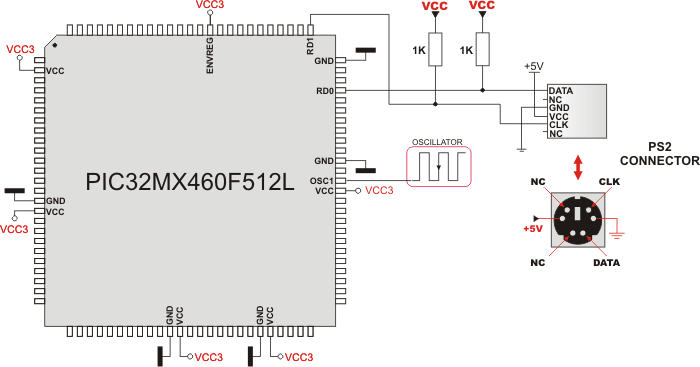 VCC3
VCC
VCC
VCC3
ENVREG
RD1
1K
1K
VCC
GND
+5V
RD0
DATA
NC
GND
VCC
CLK
NC
OSCILLATOR
PS2
CONNECTOR
GND
PIC32MX460F512L
OSC1
VCC
VCC3
NC
CLK
GND
VCC
VCC3
+5V
NC
DATA
GND
VCC
GND
VCC
VCC3
VCC3